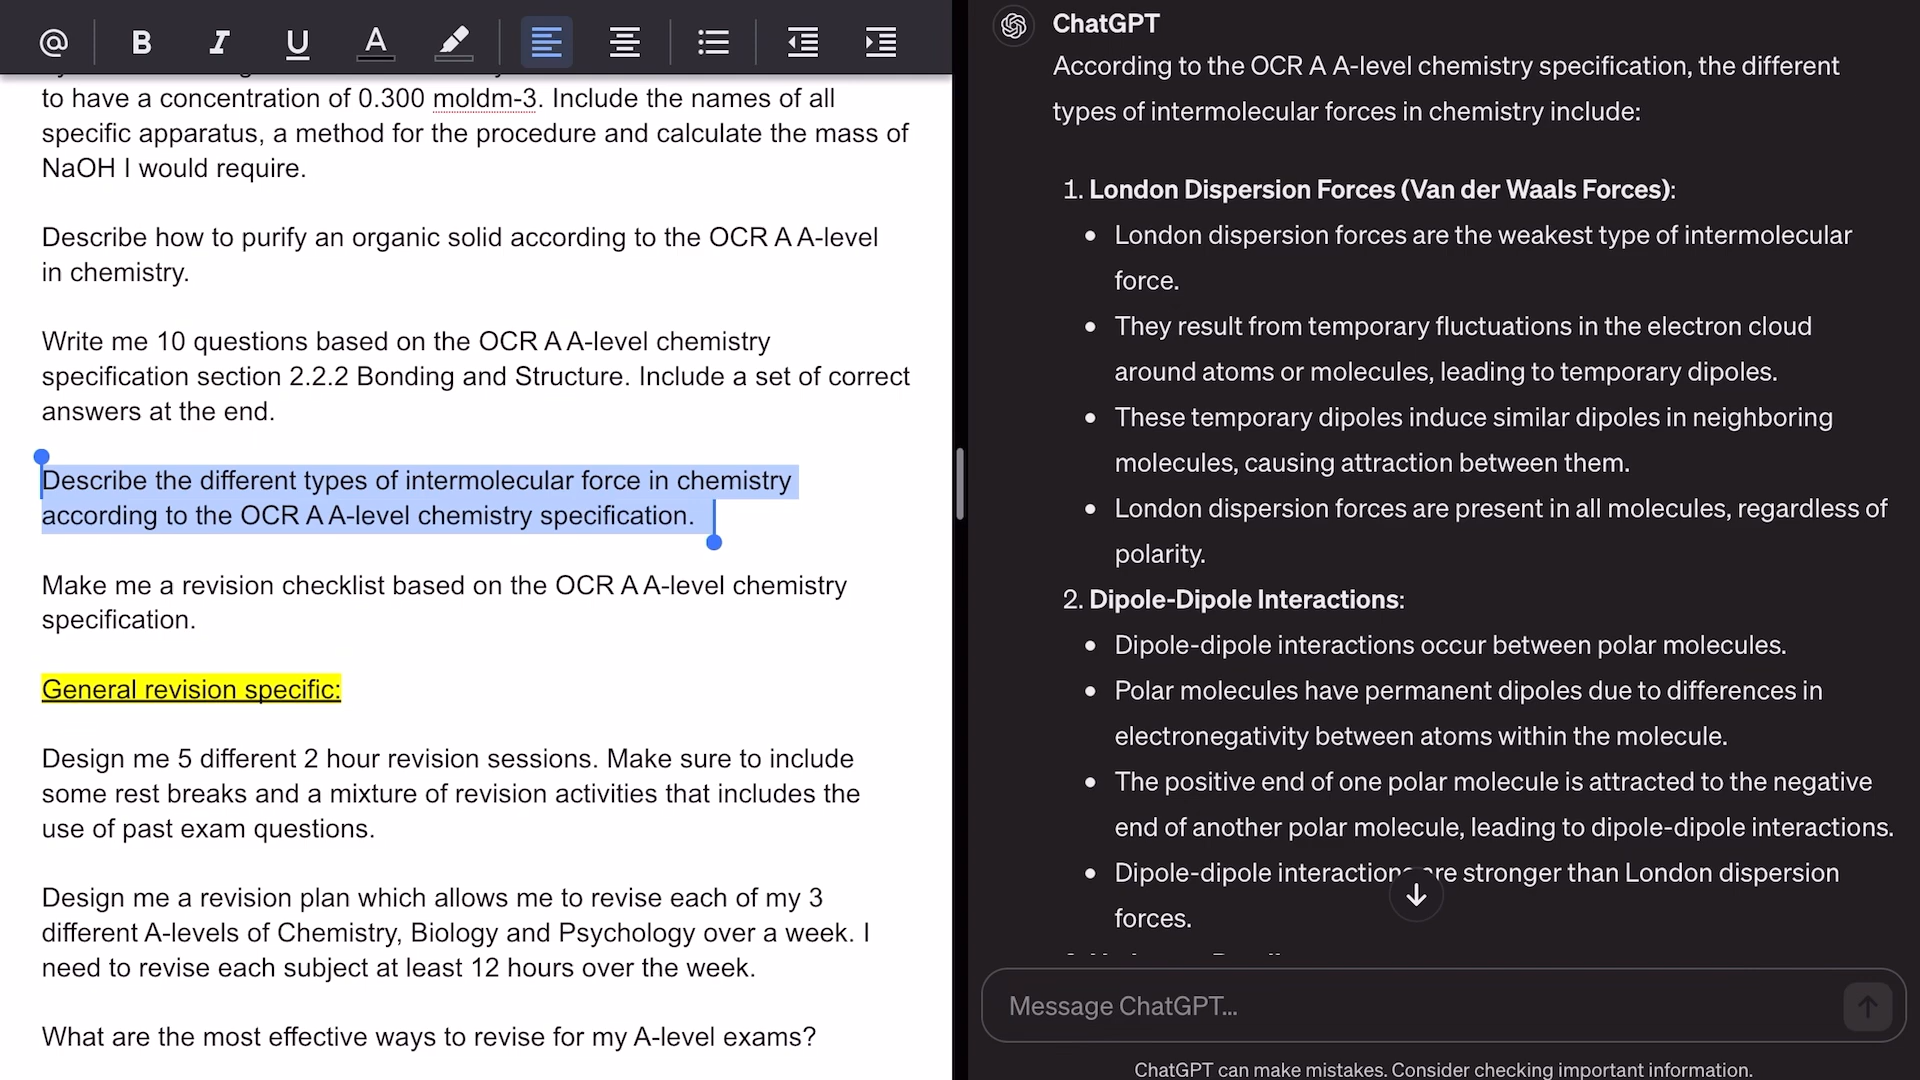 @ B I U A
to have a concentration of 0.300 moldm-3. Include the names of all
specific apparatus, a method for the procedure and calculate the mass of
NaOH I would require.
Describe how to purify an organic solid according to the OCR A A-level
in chemistry.
Write me 10 questions based on the OCR A A-level chemistry
specification section 2.2.2 Bonding and Structure. Include a set of correct
answers at the end.
Describe the different types of intermolecular force in chemistry
according to the OCR A A-level chemistry specification.
Make me a revision checklist based on the OCR A A-level chemistry
specification.
General revision specific:
Design me 5 different 2 hour revision sessions. Make sure to include
some rest breaks and a mixture of revision activities that includes the
use of past exam questions.
Design me a revision plan which allows me to revise each of my 3
different A-levels of Chemistry, Biology and Psychology over a week. I
need to revise each subject at least 12 hours over the week.
What are the most effective ways to revise for my A-level exams?
ChatGPT
According to the OCR A A-level chemistry specification, the different
types of intermolecular forces in chemistry include:
1. London Dispersion Forces (Van der Waals Forces):
• London dispersion forces are the weakest type of intermolecular
force.
• They result from temporary fluctuations in the electron cloud
around atoms or molecules, leading to temporary dipoles.
• These temporary dipoles induce similar dipoles in neighboring
molecules, causing attraction between them.
• London dispersion forces are present in all molecules, regardless of
polarity.
2. Dipole-Dipole Interactions:
• Dipole-dipole interactions occur between polar molecules.
• Polar molecules have permanent dipoles due to differences in
electronegativity between atoms within the molecule.
• The positive end of one polar molecule is attracted to the negative
end of another polar molecule, leading to dipole-dipole interactions.
• Dipole-dipole interactions are stronger than London dispersion
forces.
Message ChatGPT...
ChatGPT can make mistakes. Consider checking important information.